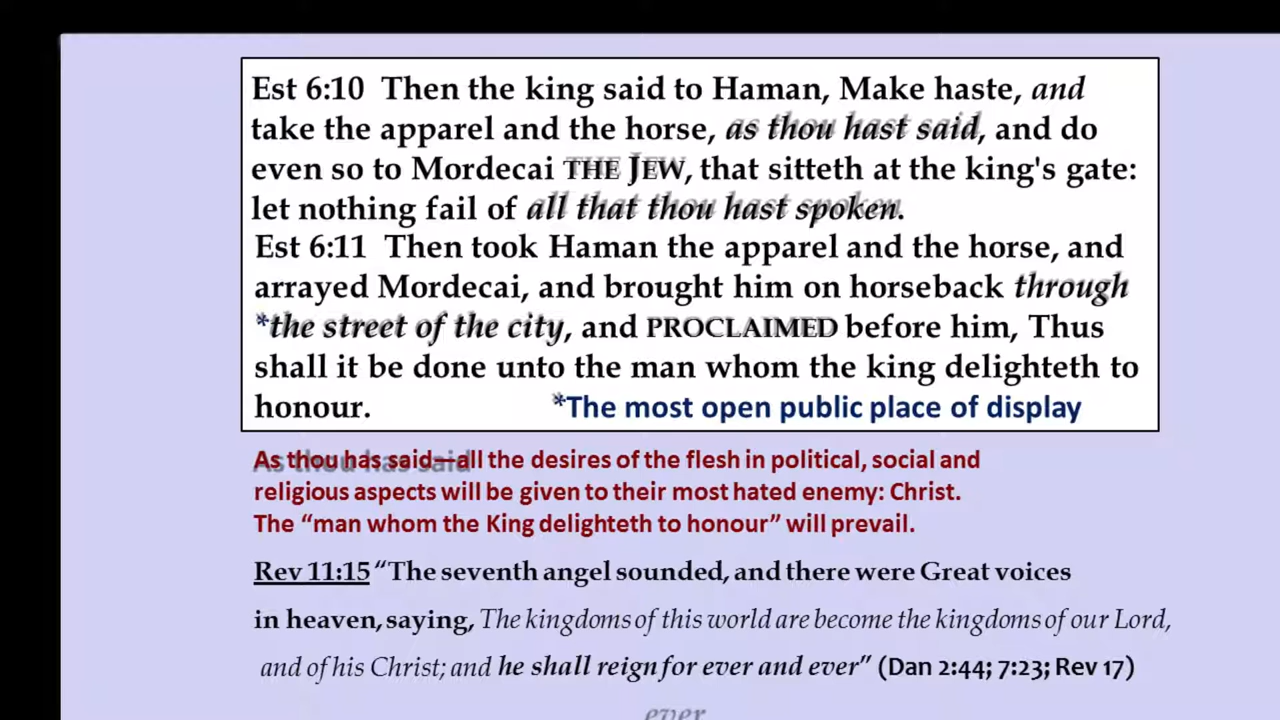 Est 6:10 Then the king said to Haman, Make haste, and
take the apparel and the horse, as thou hast said, and do
even so to Mordecai THE JEW, that sitteth at the king's gate:
let nothing fail of all that thou hast spoken.
Est 6:11 Then took Haman the apparel and the horse, and
arrayed Mordecai, and brought him on horseback through
*the street of the city, and PROCLAIMED before him, Thus
shall it be done unto the man whom the king delighteth to
honour. *The most open public place of display
As thou has said—all the desires of the flesh in political, social and
religious aspects will be given to their most hated enemy: Christ.
The “man whom the King delighteth to honour” will prevail.
Rev 11:15 “The seventh angel sounded, and there were Great voices
in heaven, saying, The kingdoms of this world are become the kingdoms of our Lord,
and of his Christ; and he shall reign for ever and ever” (Dan 2:44; 7:23; Rev 17)
ever